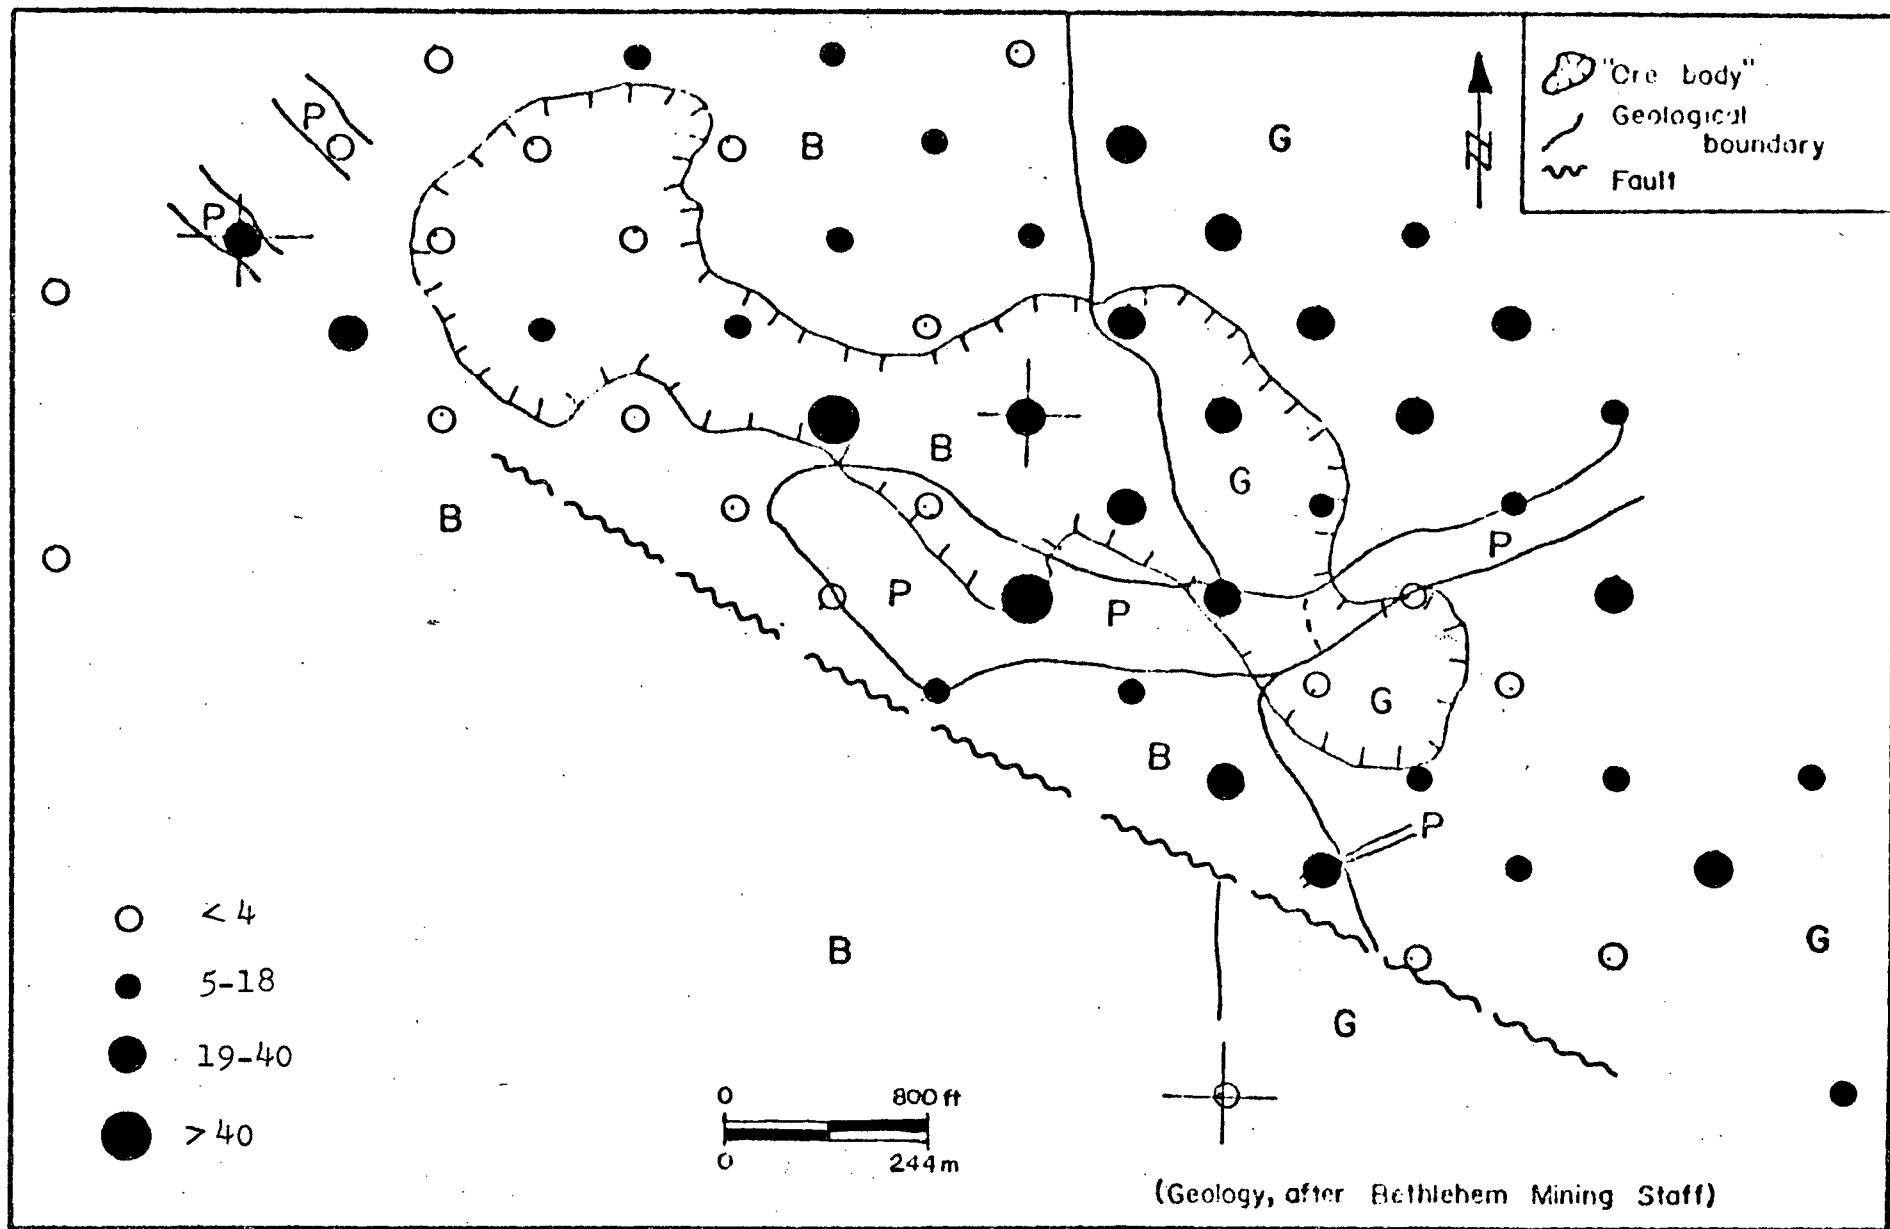 "Ore body"
Geological
boundary
Fault
N
P
B
G
P
B
G
B
P
P
P
G
B
P
G
B
G
< 4
5-18
19-40
> 40
0 800 ft
0 244 m
(Geology, after Bethlehem Mining Staff)